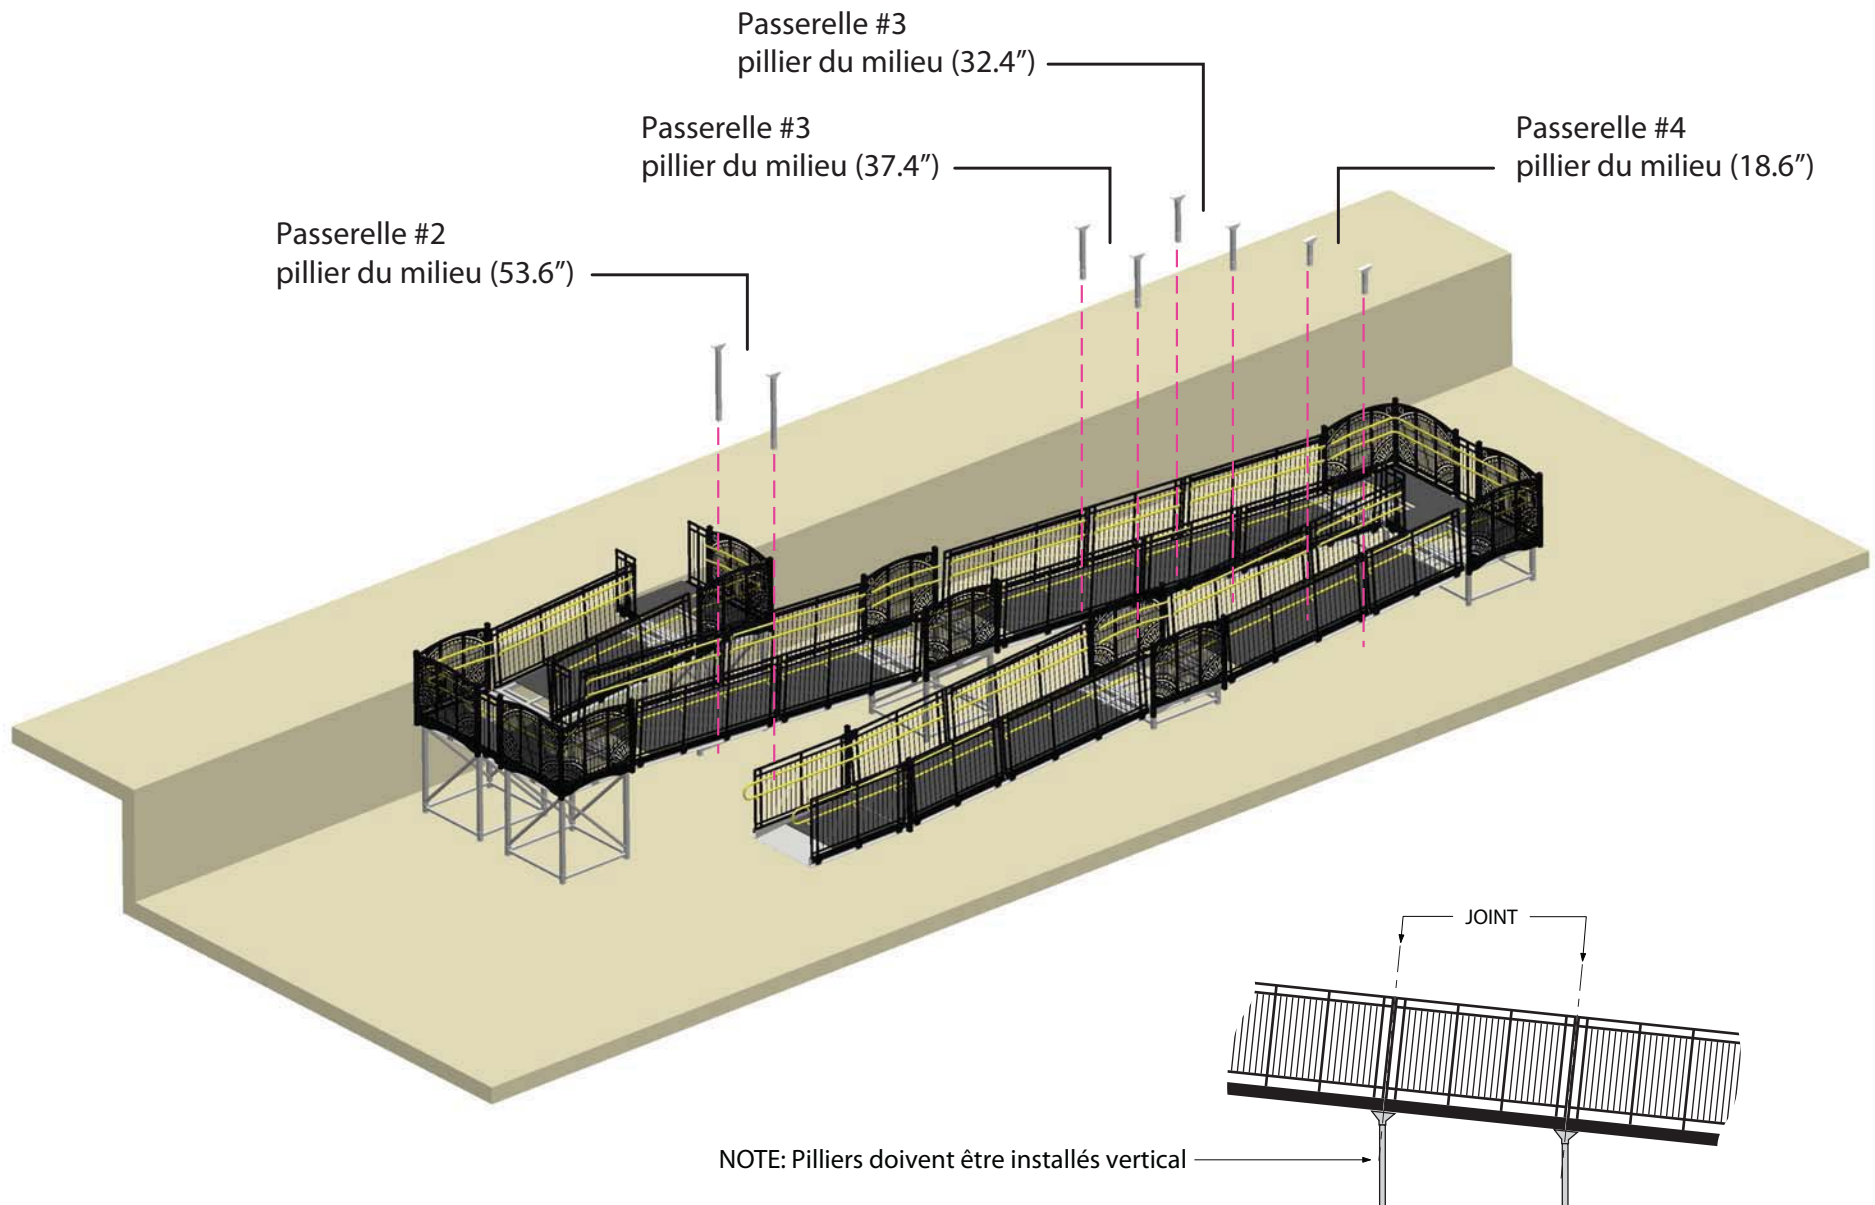 Passerelle #3
pillier du milieu (32.4”)
Passerelle #3
pillier du milieu (37.4”)
Passerelle #4
pillier du milieu (18.6”)
Passerelle #2
pillier du milieu (53.6”)
JOINT
NOTE: Pilliers doivent être installés vertical